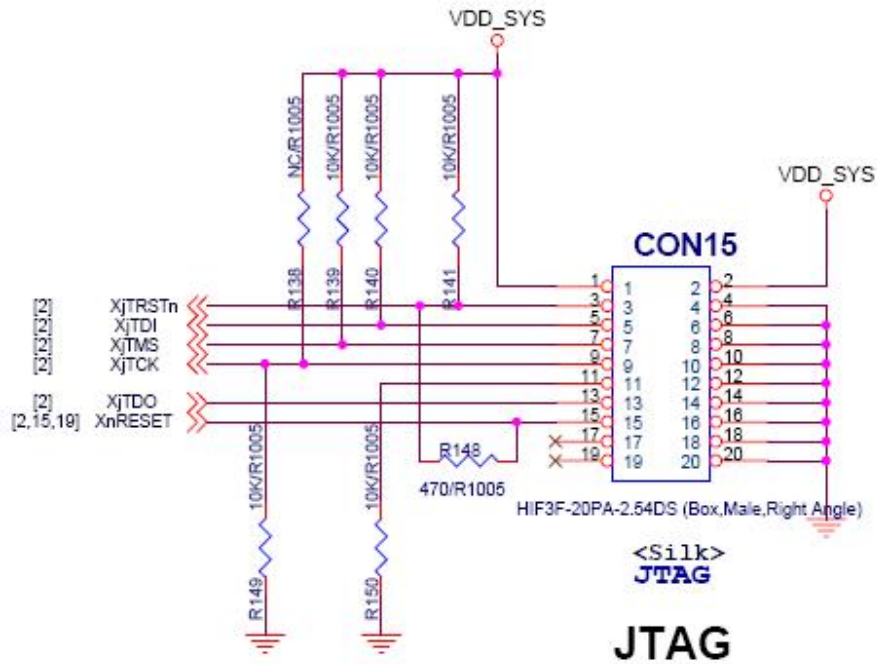 VDD_SYS
NC/R1005
10K/R1005
10K/R1005
10K/R1005
VDD_SYS
CON15
R138
R139
R140
R141
[2] XjTRSTn
[2] XjTDI
[2] XjTMS
[2] XjTCK
[2] XjTDO
[2,15,19] XnRESET
1 1 2 2
3 3 4 4
5 5 6 6
7 7 8 8
9 9 10 10
11 11 12 12
13 13 14 14
15 15 16 16
17 17 18 18
19 19 20 20
10K/R1005
10K/R1005
R148
470/R1005
R149
R150
HIF3F-20PA-2.54DS (Box,Male,Right Angle)
<Silk>
JTAG
JTAG